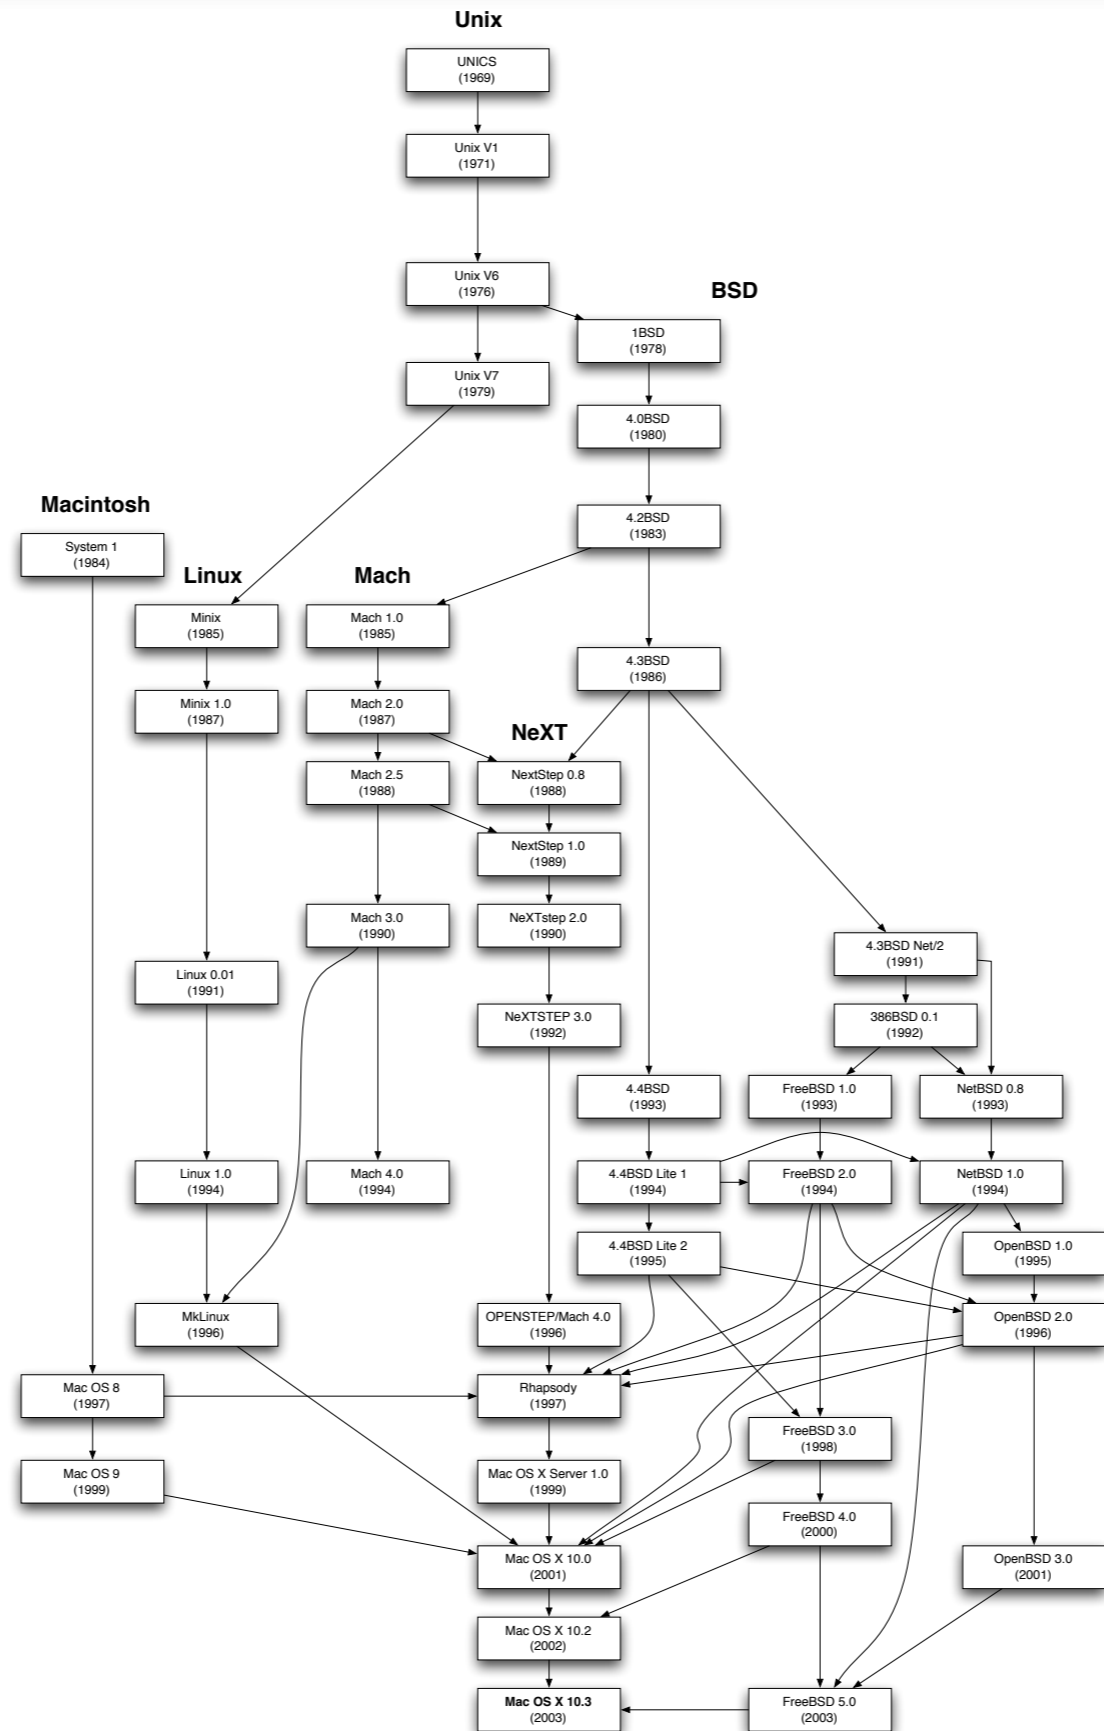 Unix
UNICS
(1969)
Unix V1
(1971)
Unix V6
(1976)
BSD
1BSD
(1978)
Unix V7
(1979)
4.0BSD
(1980)
Macintosh
4.2BSD
(1983)
System 1
(1984)
Linux
Mach
Minix
(1985)
Mach 1.0
(1985)
4.3BSD
(1986)
Minix 1.0
(1987)
Mach 2.0
(1987)
NeXT
Mach 2.5
(1988)
NextStep 0.8
(1988)
NextStep 1.0
(1989)
Mach 3.0
(1990)
NeXTstep 2.0
(1990)
4.3BSD Net/2
(1991)
Linux 0.01
(1991)
NeXTSTEP 3.0
(1992)
386BSD 0.1
(1992)
4.4BSD
(1993)
FreeBSD 1.0
(1993)
NetBSD 0.8
(1993)
Linux 1.0
(1994)
Mach 4.0
(1994)
4.4BSD Lite 1
(1994)
FreeBSD 2.0
(1994)
NetBSD 1.0
(1994)
4.4BSD Lite 2
(1995)
OpenBSD 1.0
(1995)
MkLinux
(1996)
OPENSTEP/Mach 4.0
(1996)
OpenBSD 2.0
(1996)
Mac OS 8
(1997)
Rhapsody
(1997)
FreeBSD 3.0
(1998)
Mac OS 9
(1999)
Mac OS X Server 1.0
(1999)
FreeBSD 4.0
(2000)
Mac OS X 10.0
(2001)
OpenBSD 3.0
(2001)
Mac OS X 10.2
(2002)
Mac OS X 10.3
(2003)
FreeBSD 5.0
(2003)